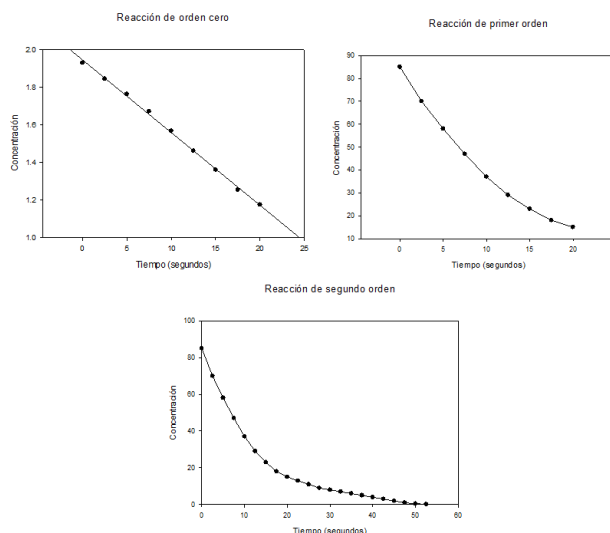 Reacción de orden cero
2.0
1.8
1.6
1.4
1.2
1.0
Concentración
0 5 10 15 20 25
Tiempo (segundos)
Reacción de primer orden
90
80
70
60
50
40
30
20
10
Concentración
0 5 10 15 20
Tiempo (segundos)
Reacción de segundo orden
100
80
60
40
20
0
Concentración
0 10 20 30 40 50 60
Tiempo (segundos)